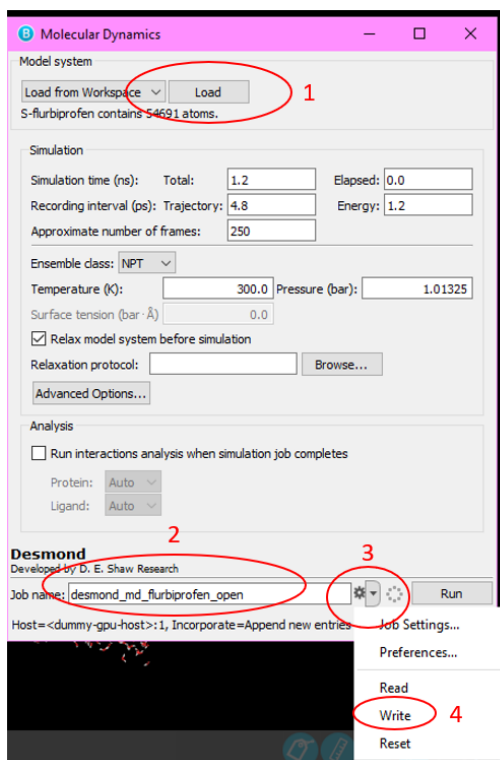 Molecular Dynamics
Model system
Load from Workspace Load 1
S-flurbiprofen contains 54691 atoms.
Simulation
Simulation time (ns): Total: 1.2 Elapsed: 0.0
Recording interval (ps): Trajectory: 4.8 Energy: 1.2
Approximate number of frames: 250
Ensemble class: NPT
Temperature (K): 300.0 Pressure (bar): 1.01325
Surface tension (bar·Å) 0.0
Relax model system before simulation
Relaxation protocol: Browse...
Advanced Options...
Analysis
Run interactions analysis when simulation job completes
Protein: Auto
Ligand: Auto
2
3
Desmond
Developed by D. E. Shaw Research
Job name: desmond_md_flurbiprofen_open Run
Host=<dummy-gpu-host>:1, Incorporate=Append new entries
Job Settings...
Preferences...
Read
Write 4
Reset